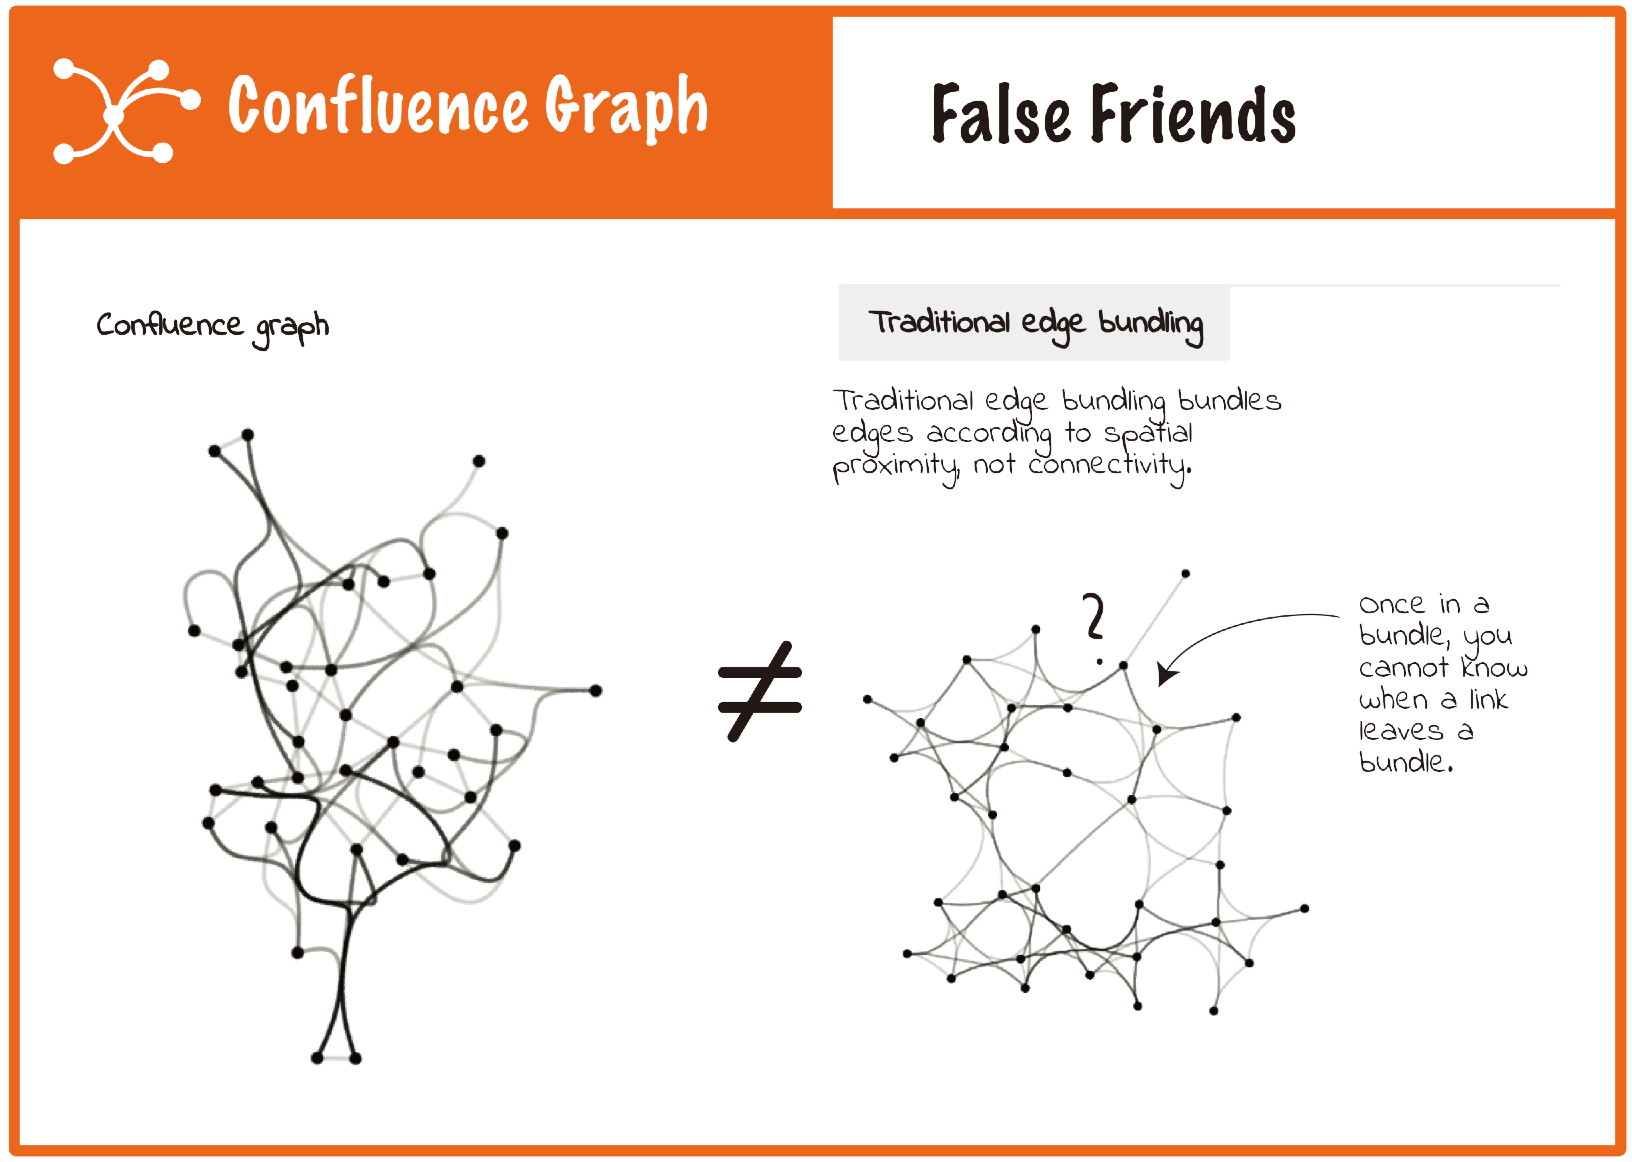 Confluence Graph
False Friends
Confluence graph
Traditional edge bundling
Traditional edge bundling bundles
edges according to spatial
proximity, not connectivity.
?
once in a
bundle, you
cannot know
when a link
leaves a
bundle.
≠